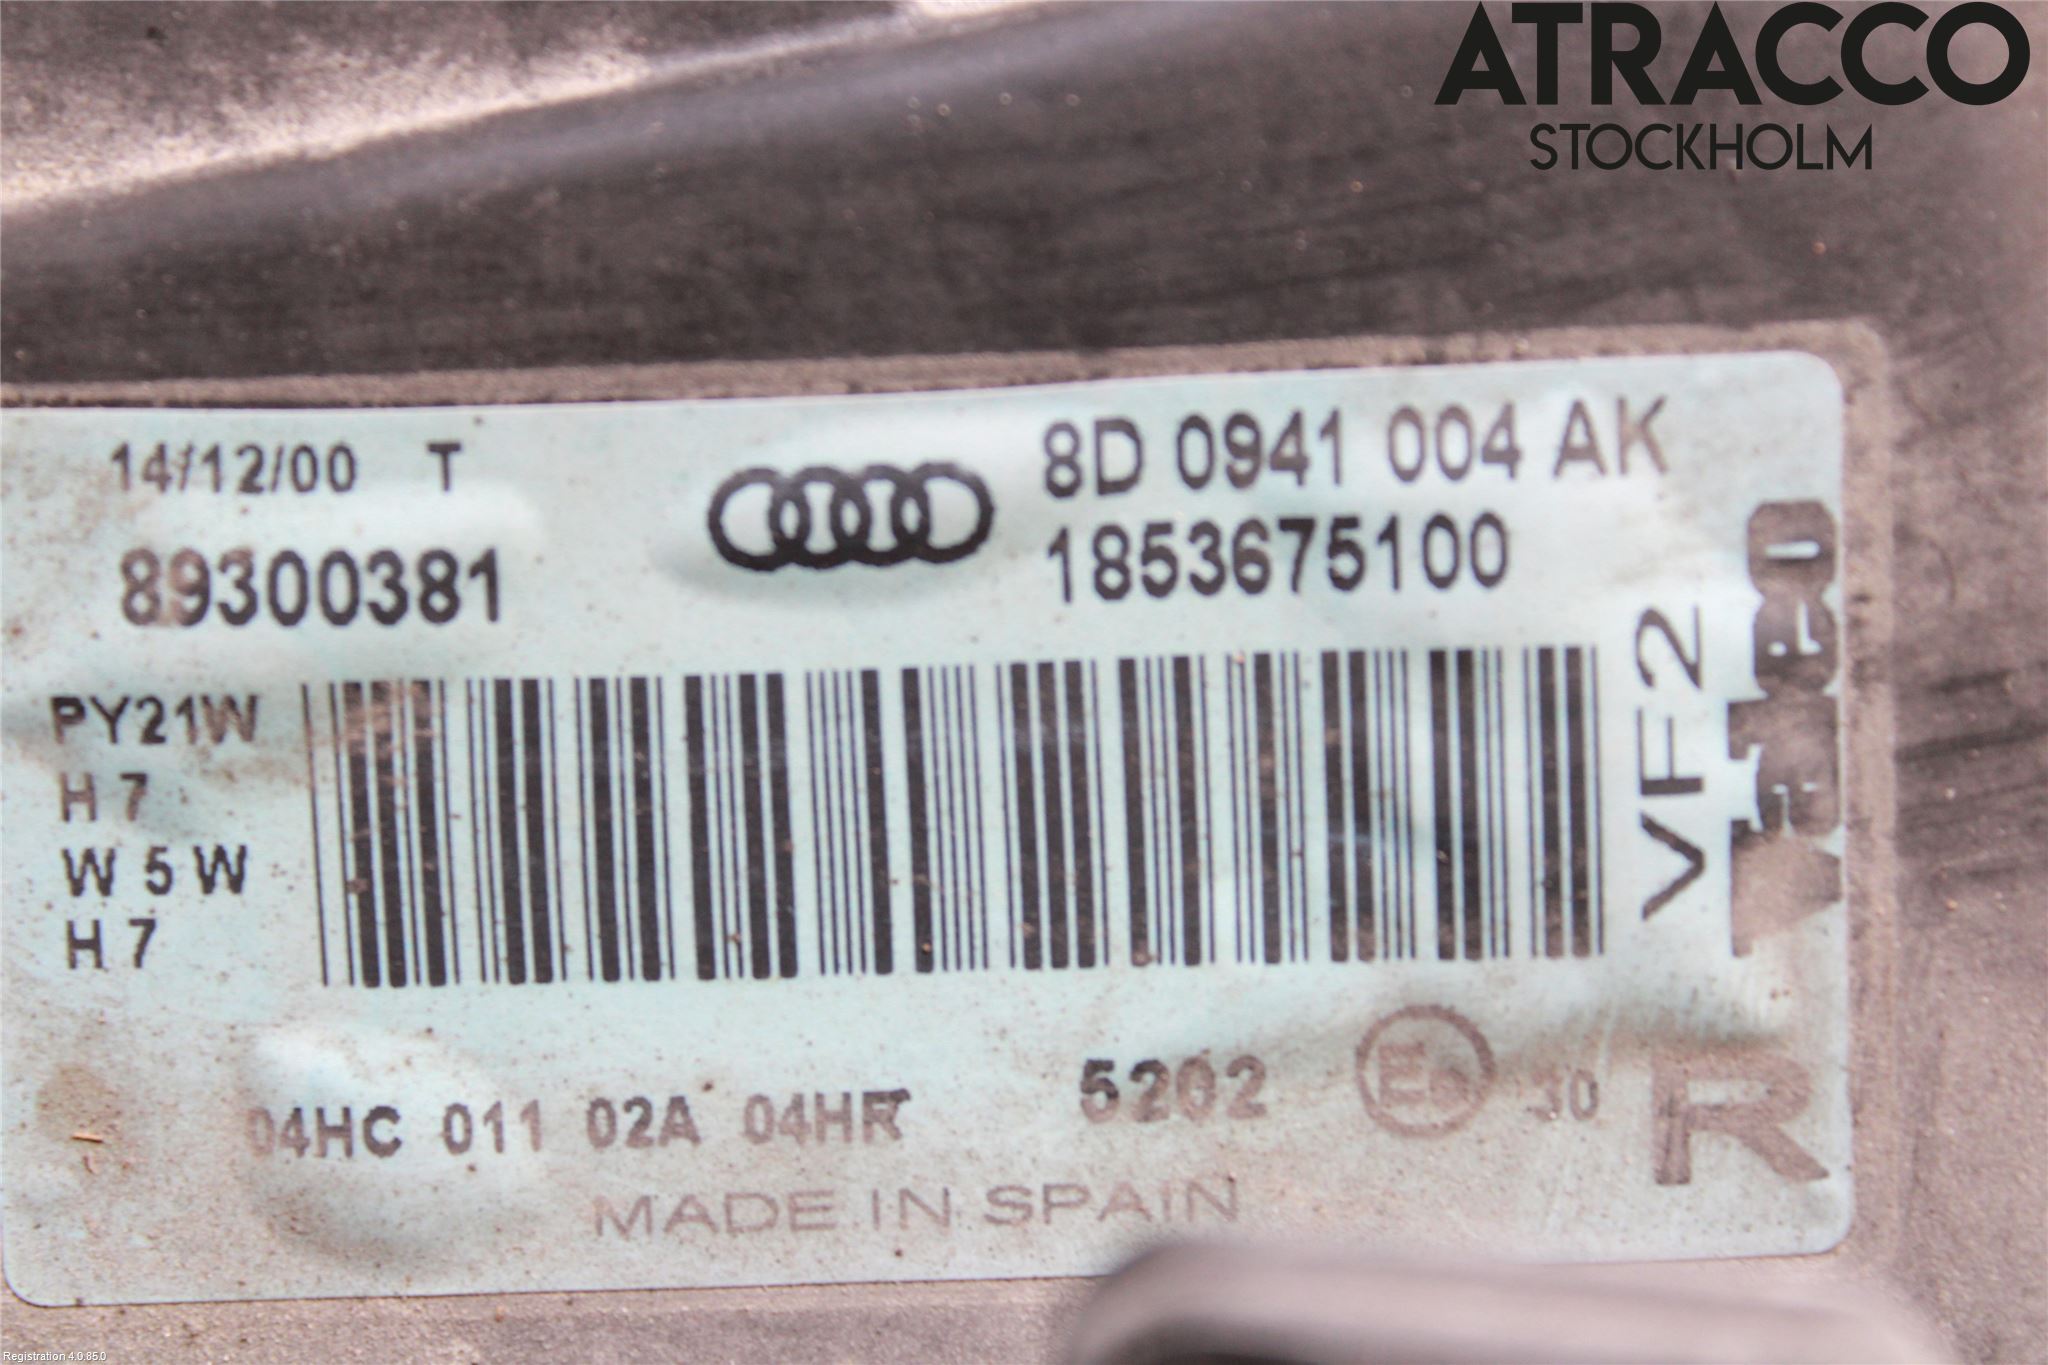 ATRACCO
STOCKHOLM
14/12/00 T
8D 0941 004 AK
89300381
1853675100
PY21W
H 7
W 5 W
H 7
VF2
04HC 011 02A 04HR
5202
30
R
MADE IN SPAIN
Registration 4.0.85.0